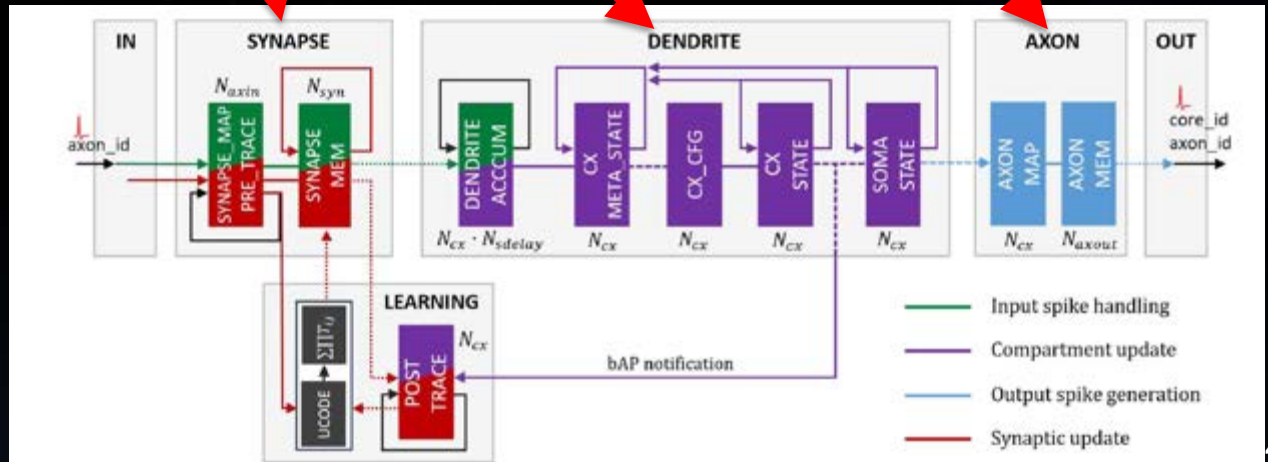 IN
SYNAPSE
DENDRITE
AXON
OUT
N_axin
N_syn
axon_id
SYNAPSE_MAP
PRE_TRACE
SYNAPSE
MEM
DENDRITE
ACCCUM
CX
META_STATE
CX_CFG
CX
STATE
SOMA
STATE
AXON
MAP
AXON
MEM
core_id
axon_id
N_cx · N_sdelay
N_cx
N_cx
N_cx
N_cx
N_cx
N_axout
LEARNING
N_cx
UCODE
POST
TRACE
bAP notification
Input spike handling
Compartment update
Output spike generation
Synaptic update